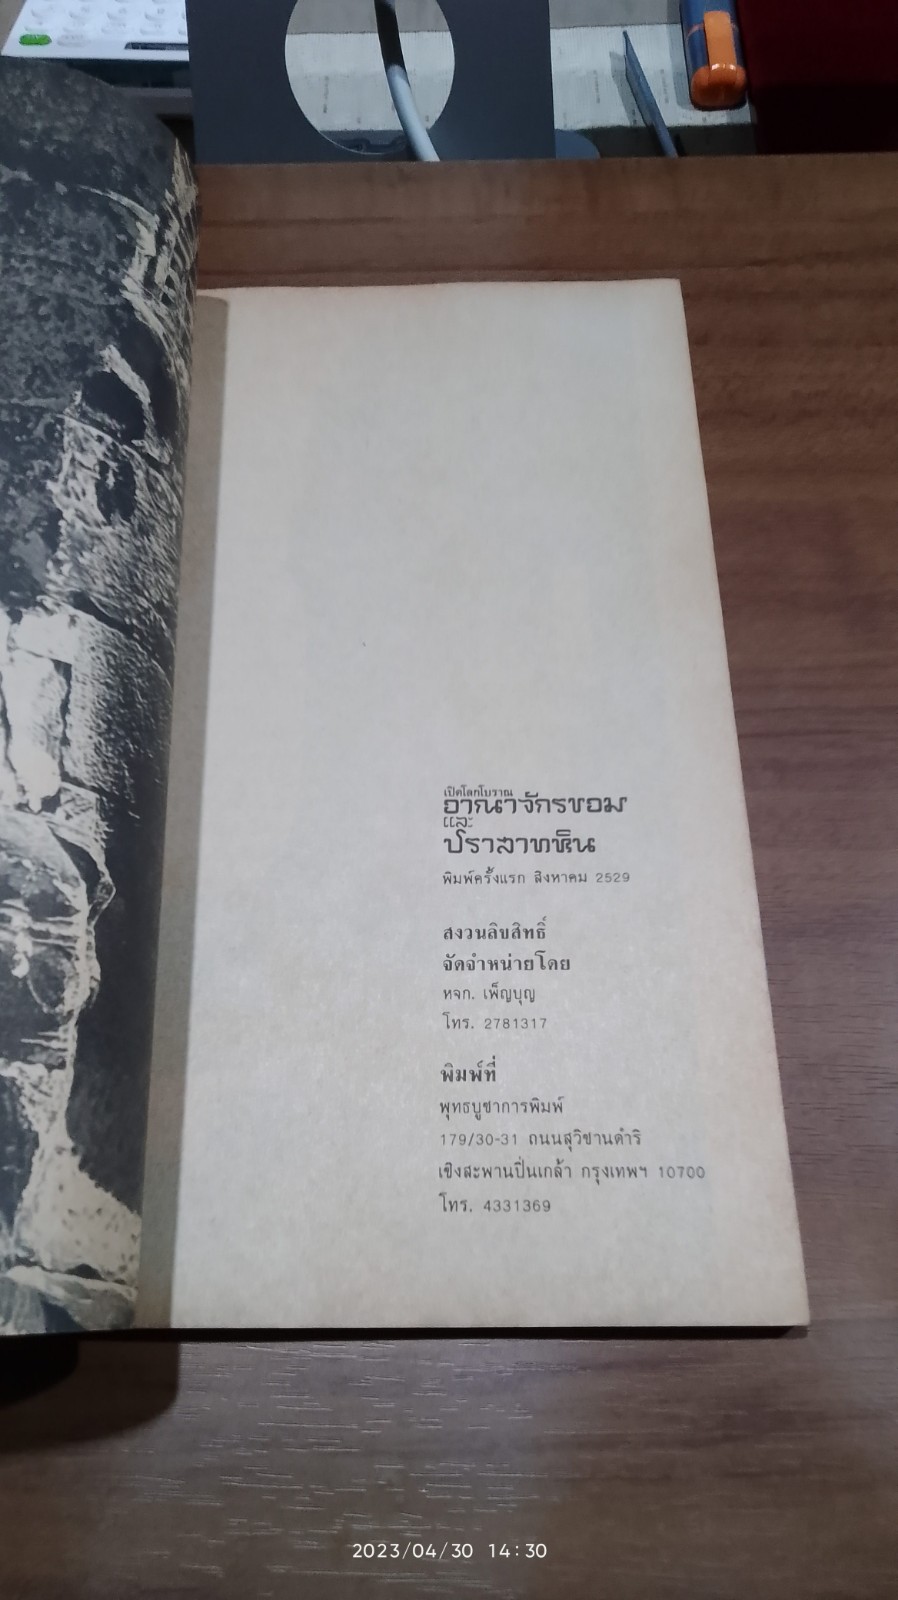 เปิดโลกโบราณ
อาณาจักรขอม
และ
ปราสาทหิน
พิมพ์ครั้งแรก สิงหาคม 2529
สงวนลิขสิทธิ์
จัดจำหน่ายโดย
หจก. เพ็ญบุญ
โทร. 2781317
พิมพ์ที่
พุทธบูชาการพิมพ์
179/30-31 ถนนสุวิชานดำริ
เชิงสะพานปิ่นเกล้า กรุงเทพฯ 10700
โทร. 4331369
2023/04/30 14:30